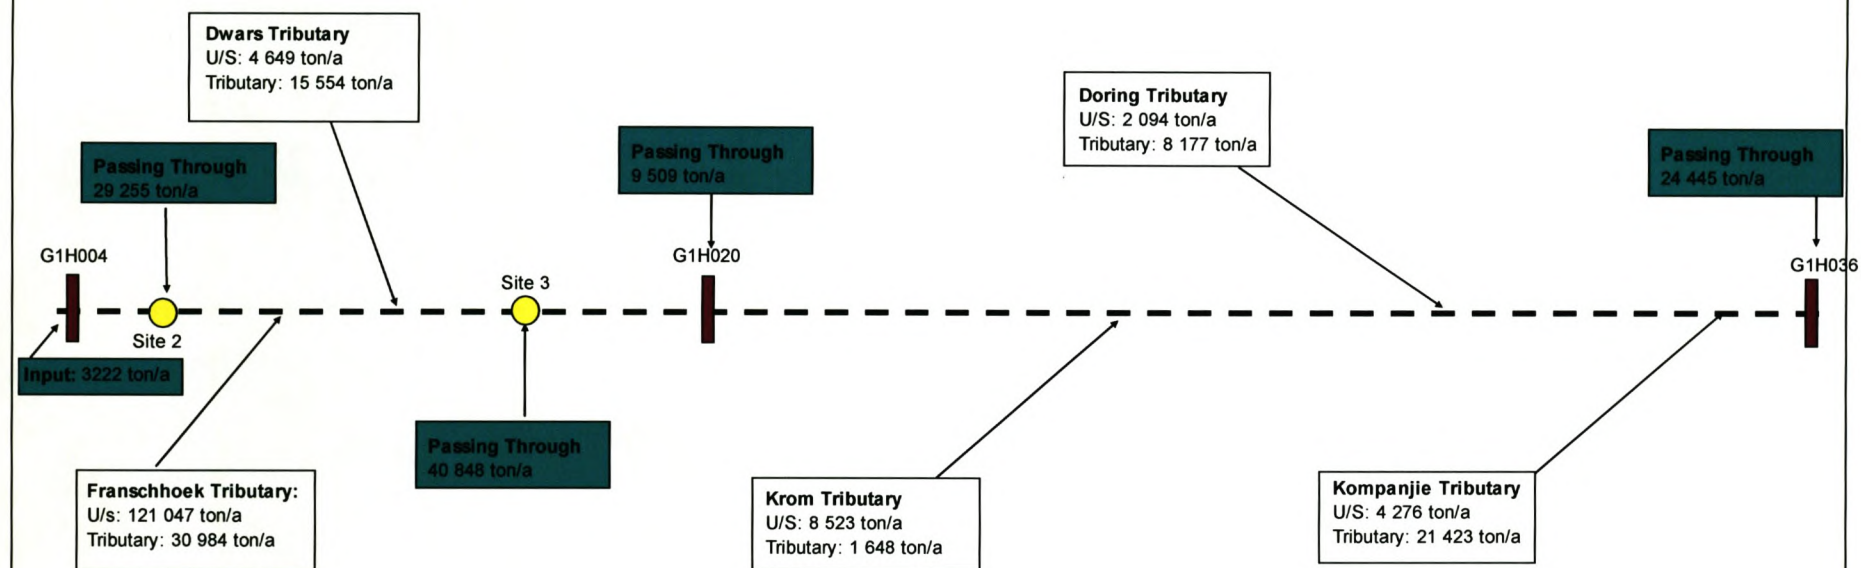 Dwars Tributary
U/S: 4 649 ton/a
Tributary: 15 554 ton/a
Doring Tributary
U/S: 2 094 ton/a
Tributary: 8 177 ton/a
Passing Through
29 255 ton/a
Passing Through
9 509 ton/a
Passing Through
24 445 ton/a
G1H004
G1H020
G1H036
Site 3
Site 2
Input: 3222 ton/a
Passing Through
40 848 ton/a
Franschhoek Tributary:
U/s: 121 047 ton/a
Tributary: 30 984 ton/a
Krom Tributary
U/S: 8 523 ton/a
Tributary: 1 648 ton/a
Kompanjie Tributary
U/S: 4 276 ton/a
Tributary: 21 423 ton/a